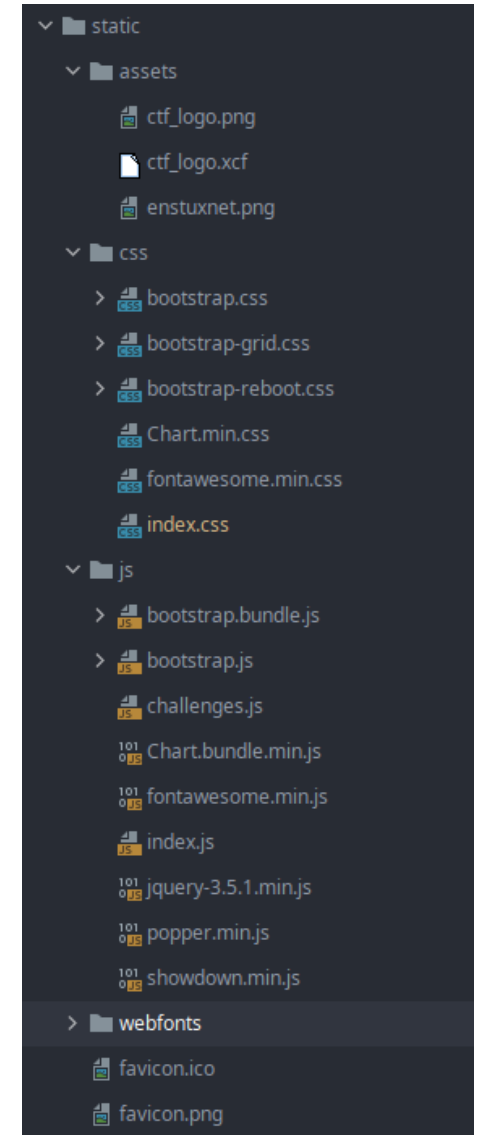 static
assets
ctf_logo.png
ctf_logo.xcf
enstuxnet.png
css
bootstrap.css
bootstrap-grid.css
bootstrap-reboot.css
Chart.min.css
fontawesome.min.css
index.css
js
bootstrap.bundle.js
bootstrap.js
challenges.js
Chart.bundle.min.js
fontawesome.min.js
index.js
jquery-3.5.1.min.js
popper.min.js
showdown.min.js
webfonts
favicon.ico
favicon.png